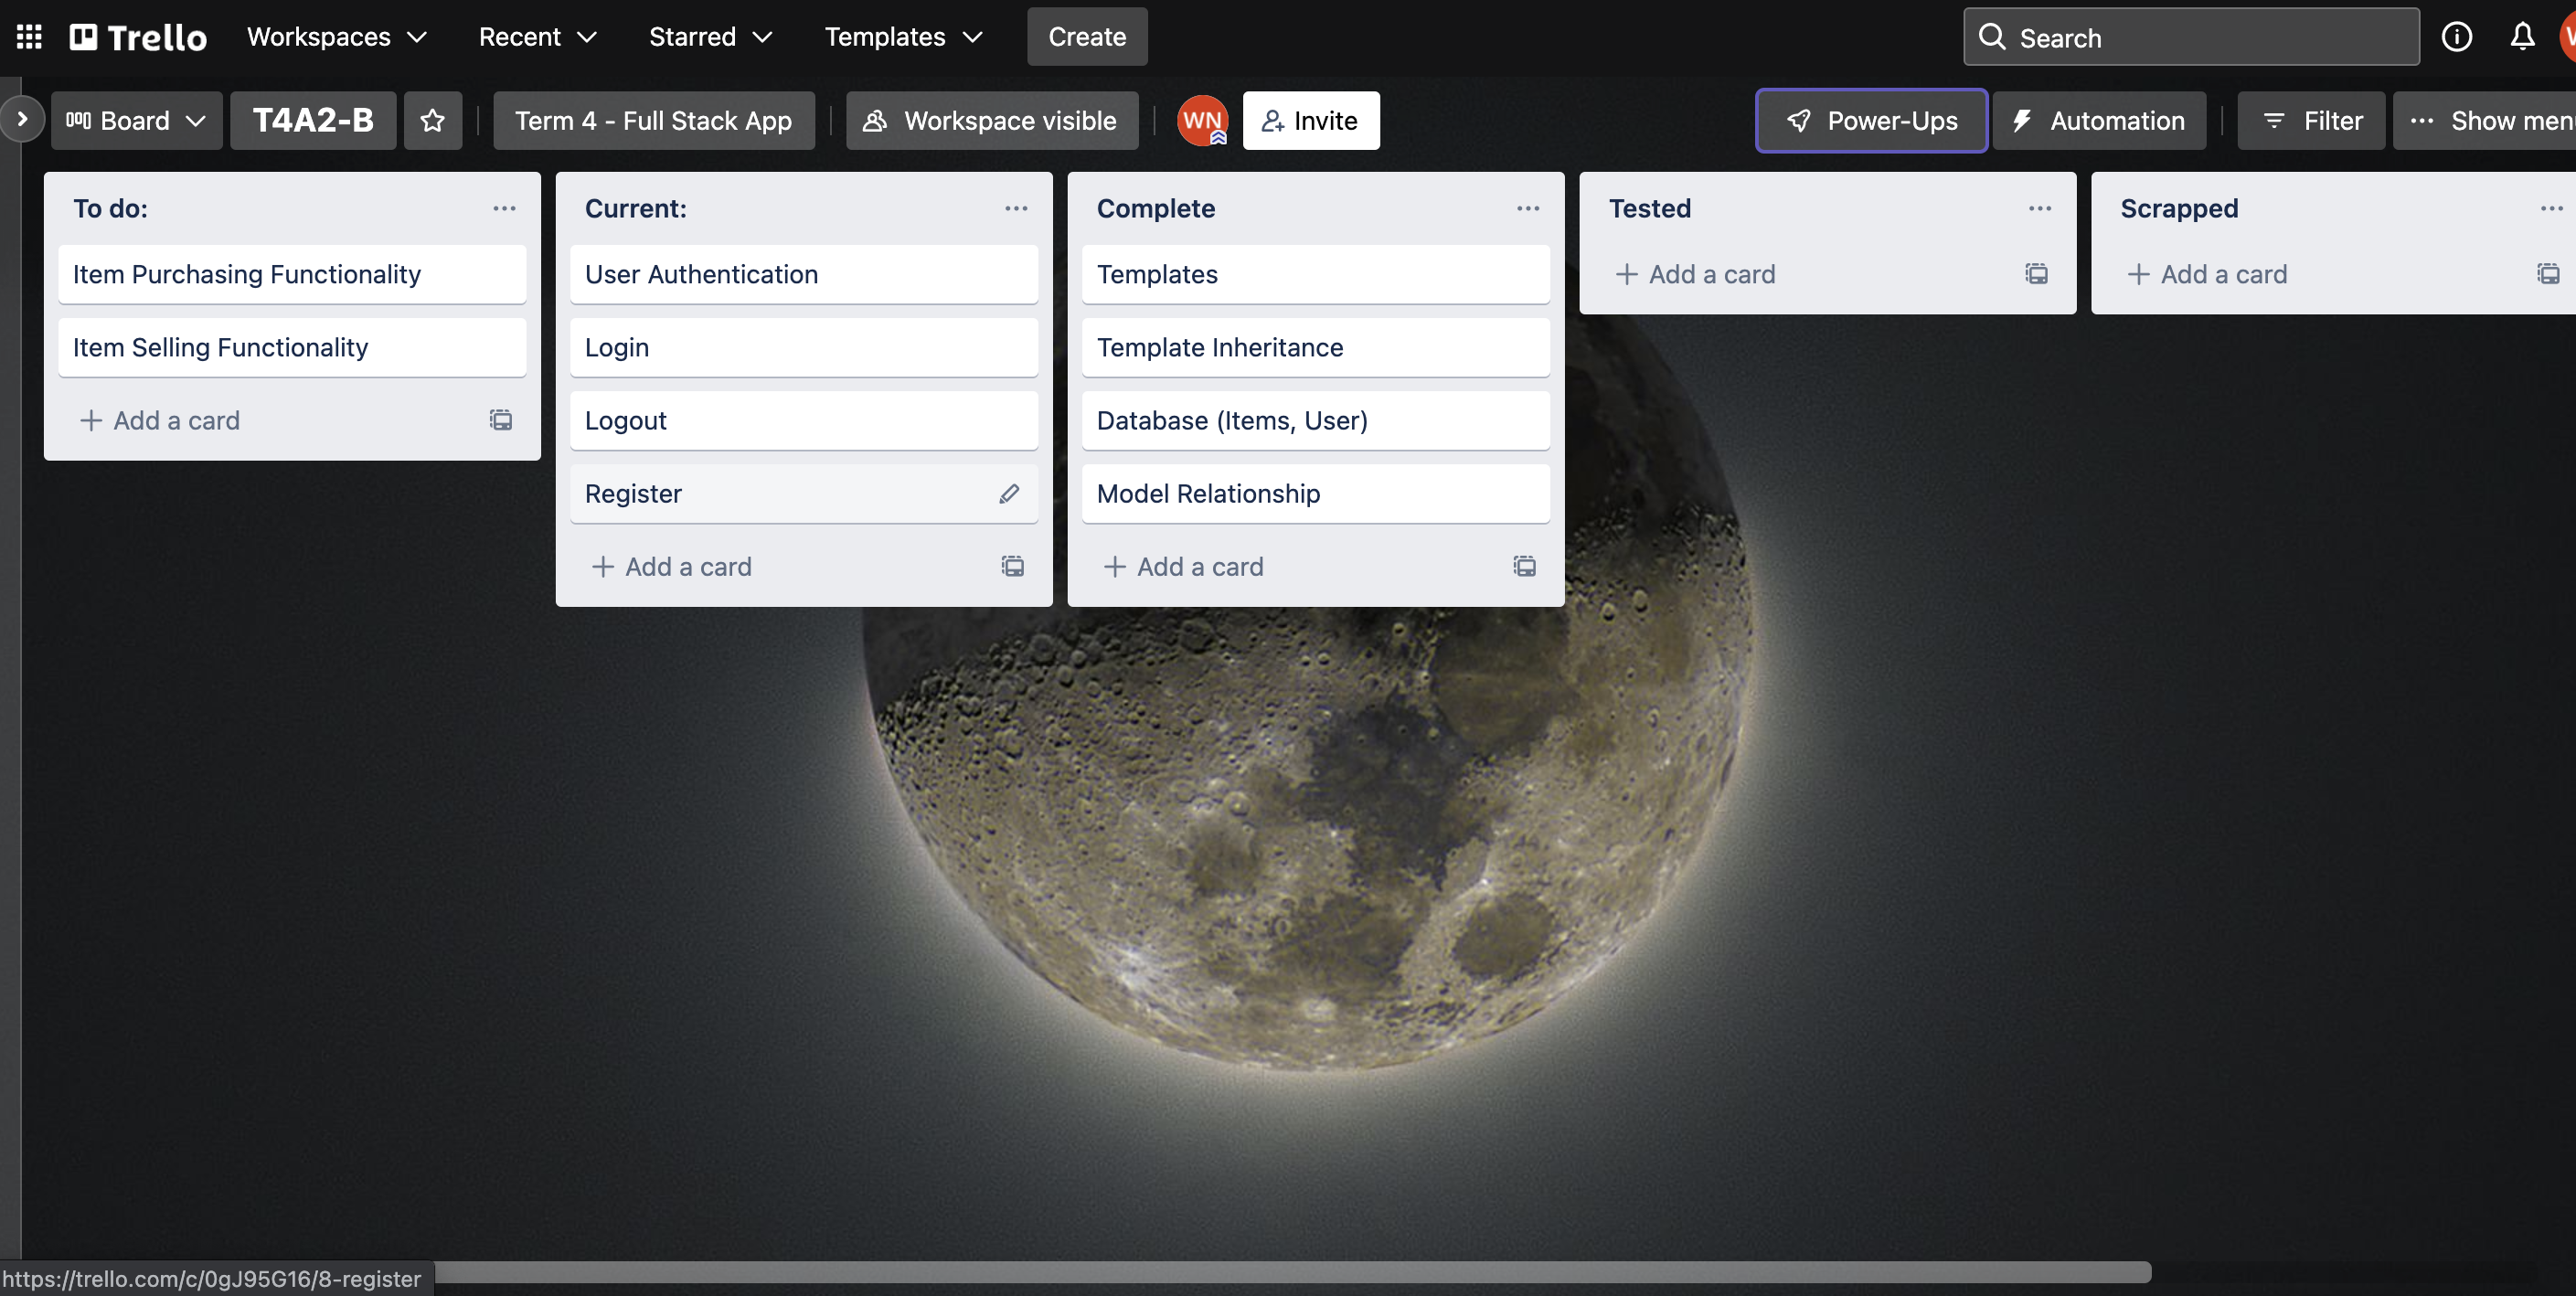 Trello Workspaces Recent Starred Templates Create Search
Board T4A2-B Term 4 - Full Stack App Workspace visible WN Invite Power-Ups Automation Filter Show
To do:
Item Purchasing Functionality
Item Selling Functionality
Add a card
Current:
User Authentication
Login
Logout
Register
Add a card
Complete
Templates
Template Inheritance
Database (Items, User)
Model Relationship
Add a card
Tested
Add a card
Scrapped
Add a card
https://trello.com/c/0gJ95G16/8-register